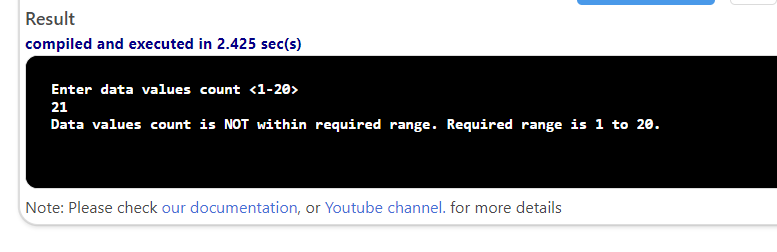 Result
compiled and executed in 2.425 sec(s)
Enter data values count <1-20>
21
Data values count is NOT within required range. Required range is 1 to 20.
Note: Please check our documentation, or Youtube channel. for more details